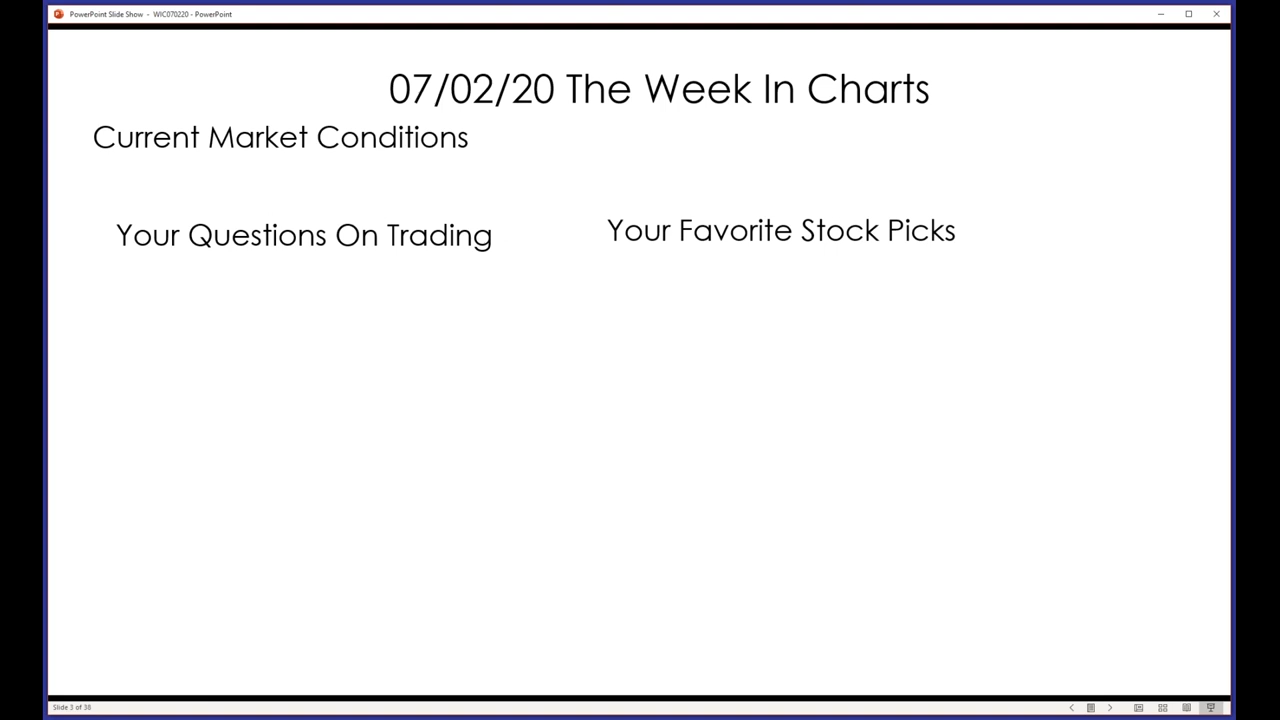 PowerPoint Slide Show - WIC070220 - PowerPoint
07/02/20 The Week In Charts
Current Market Conditions
Your Questions On Trading
Your Favorite Stock Picks
Slide 3 of 38